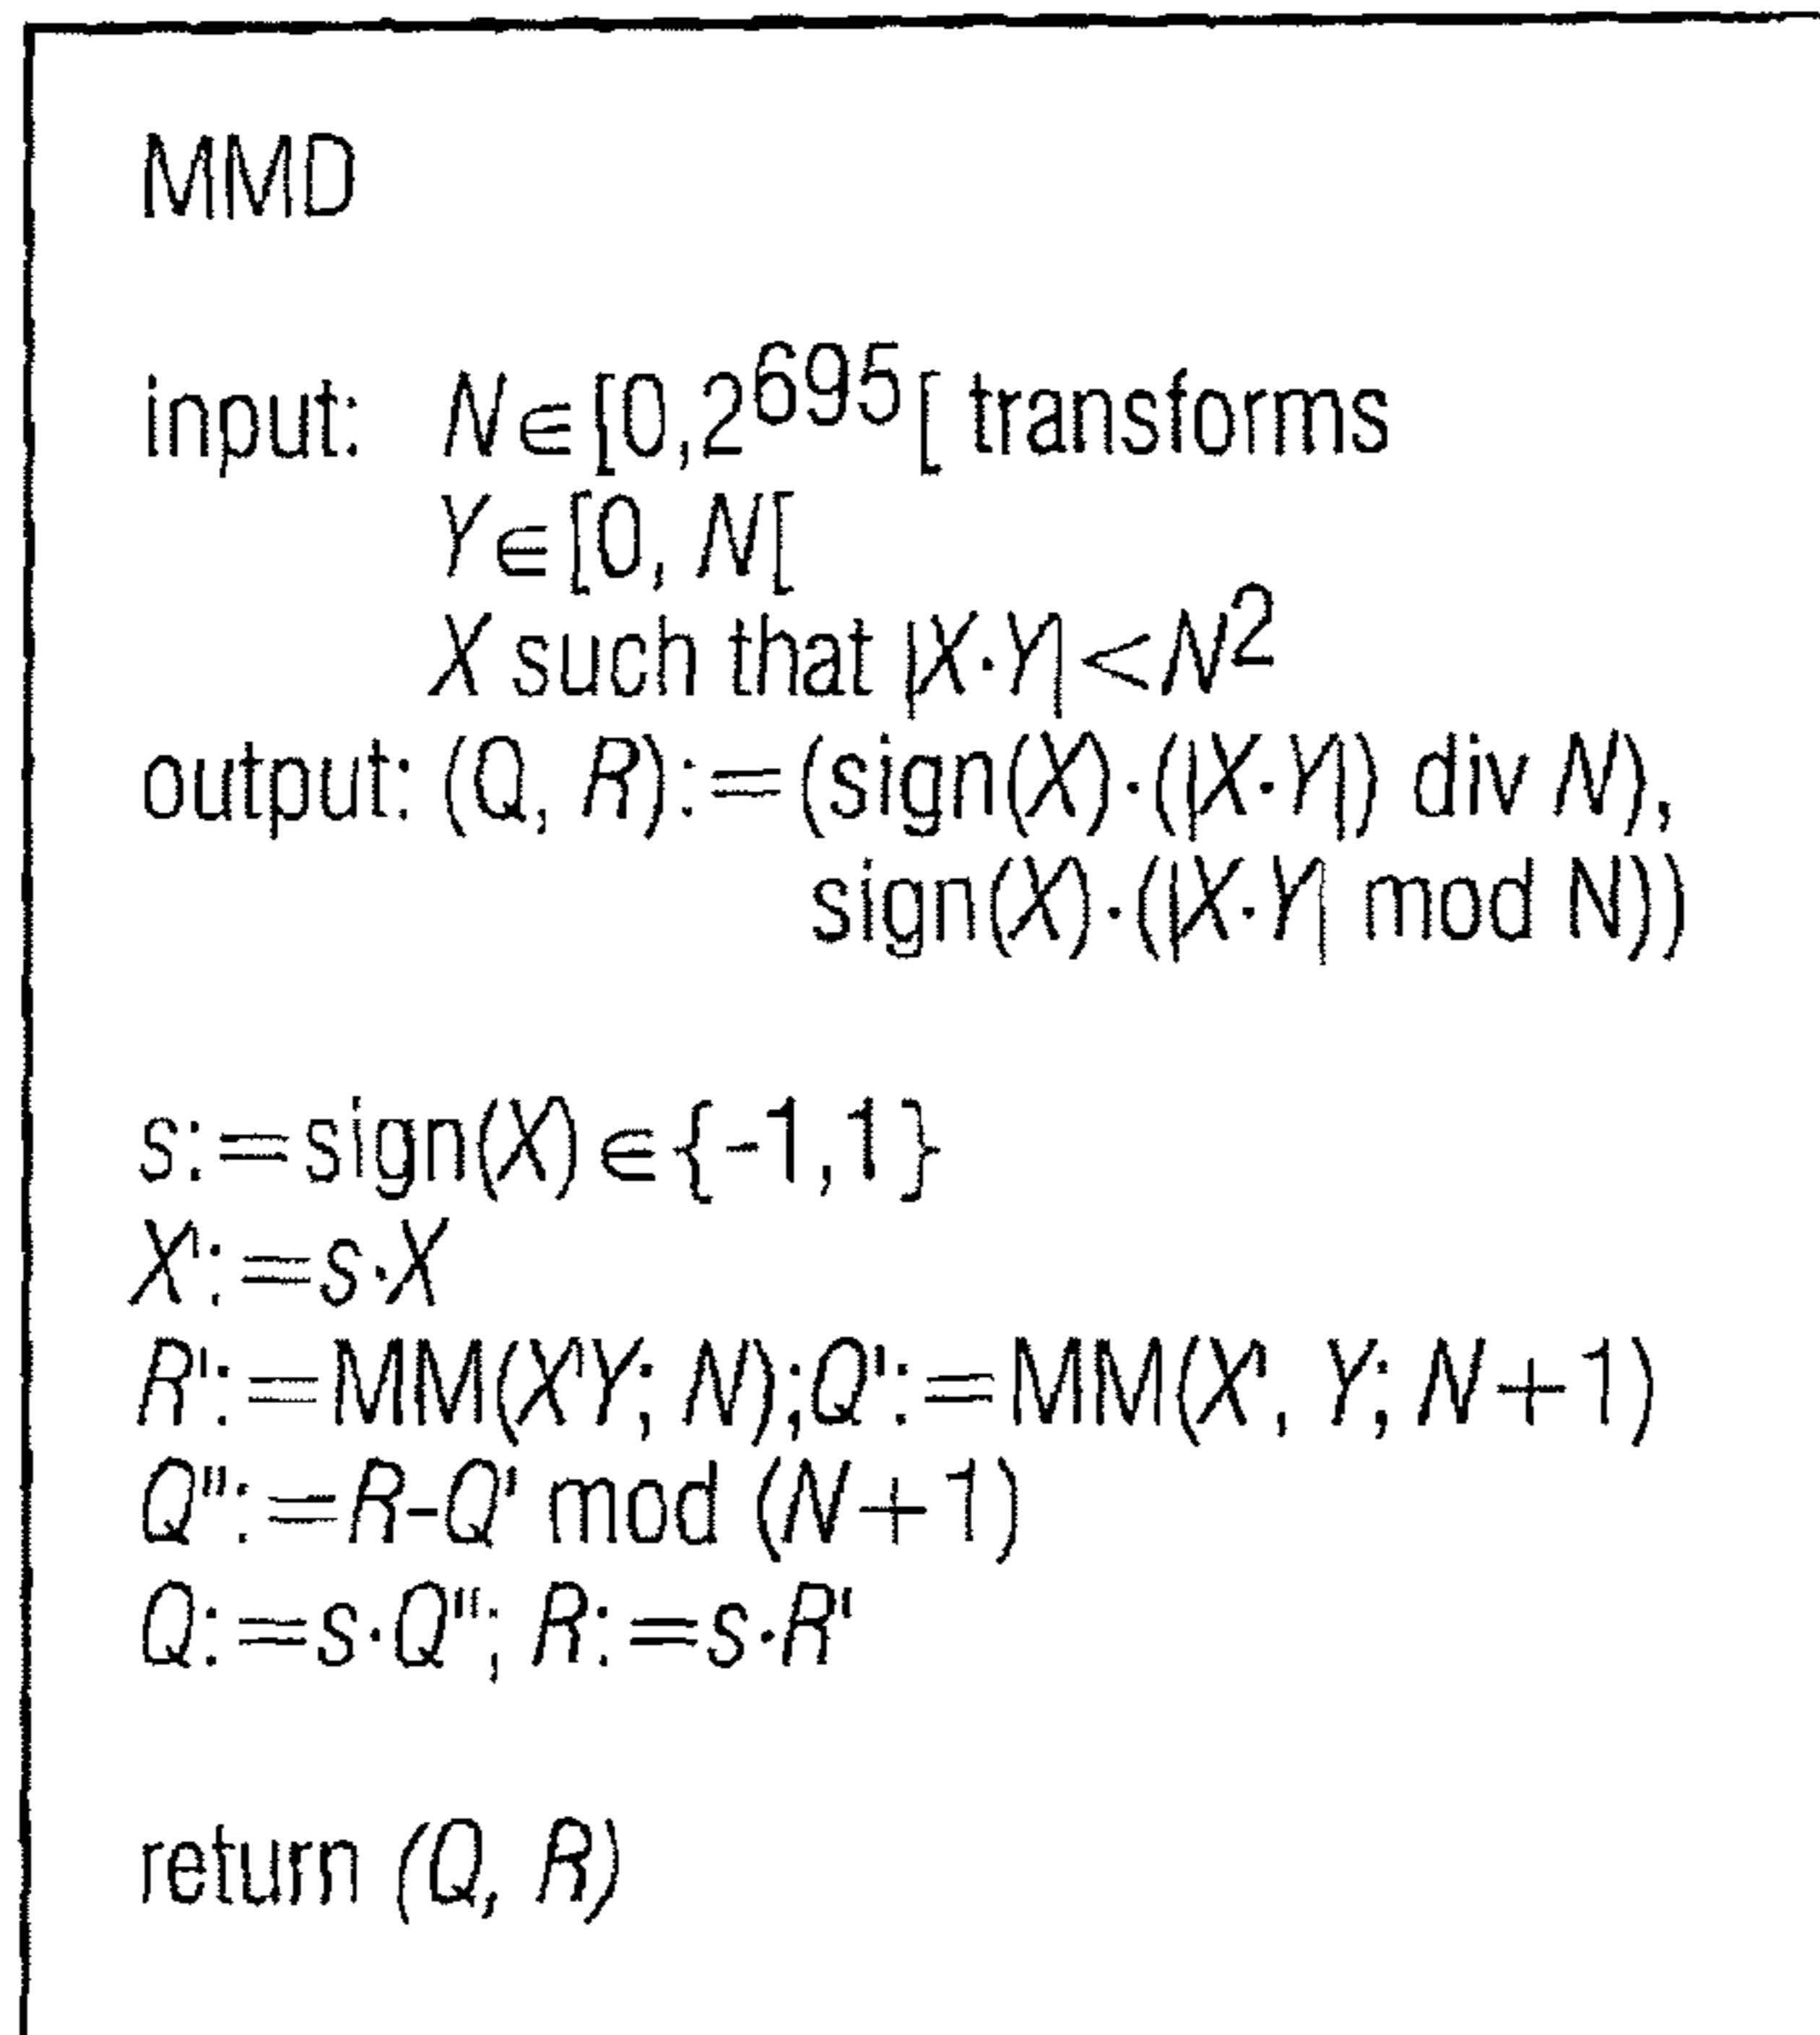 MMD
input: N∈[0,2^695[ transforms
Y∈[0, N[
X such that |X·Y|<N²
output: (Q, R):=(sign(X)·(|X·Y|) div N),
sign(X)·(|X·Y| mod N))
s:=sign(X)∈{-1,1}
X':=s·X
R':=MM(X'Y; N);Q':=MM(X', Y; N+1)
Q":=R-Q' mod (N+1)
Q:=s·Q"; R:=s·R'
return (Q, R)